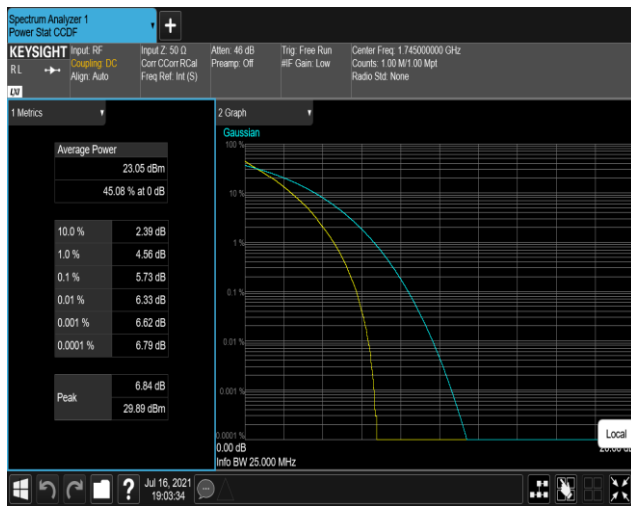 Spectrum Analyzer 1
Power Stat CCDF
KEYSIGHT
RL
LXI
Input: RF
Coupling: DC
Align: Auto
Input Z: 50 Ω
Corr CCorr RCal
Freq Ref: Int (S)
Atten: 46 dB
Preamp: Off
Trig: Free Run
#IF Gain: Low
Center Freq: 1.745000000 GHz
Counts: 1.00 M/1.00 Mpt
Radio Std: None
1 Metrics
Average Power
23.05 dBm
45.08 % at 0 dB
10.0 % 2.39 dB
1.0 % 4.56 dB
0.1 % 5.73 dB
0.01 % 6.33 dB
0.001 % 6.62 dB
0.0001 % 6.79 dB
Peak
6.84 dB
29.89 dBm
2 Graph
Gaussian
100 %
10 %
1 %
0.1 %
0.01 %
0.001 %
0.0001 %
0.00 dB
Info BW 25.000 MHz
Local
?
Jul 16, 2021
19:03:34